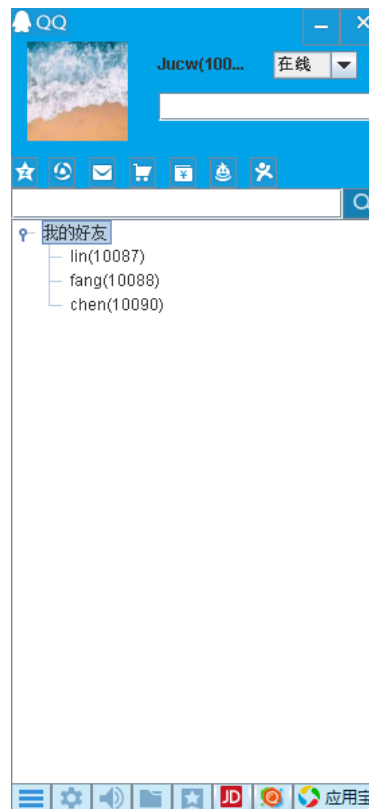 QQ
Jucw(100...
在线
我的好友
lin(10087)
fang(10088)
chen(10090)
JD
应用宝